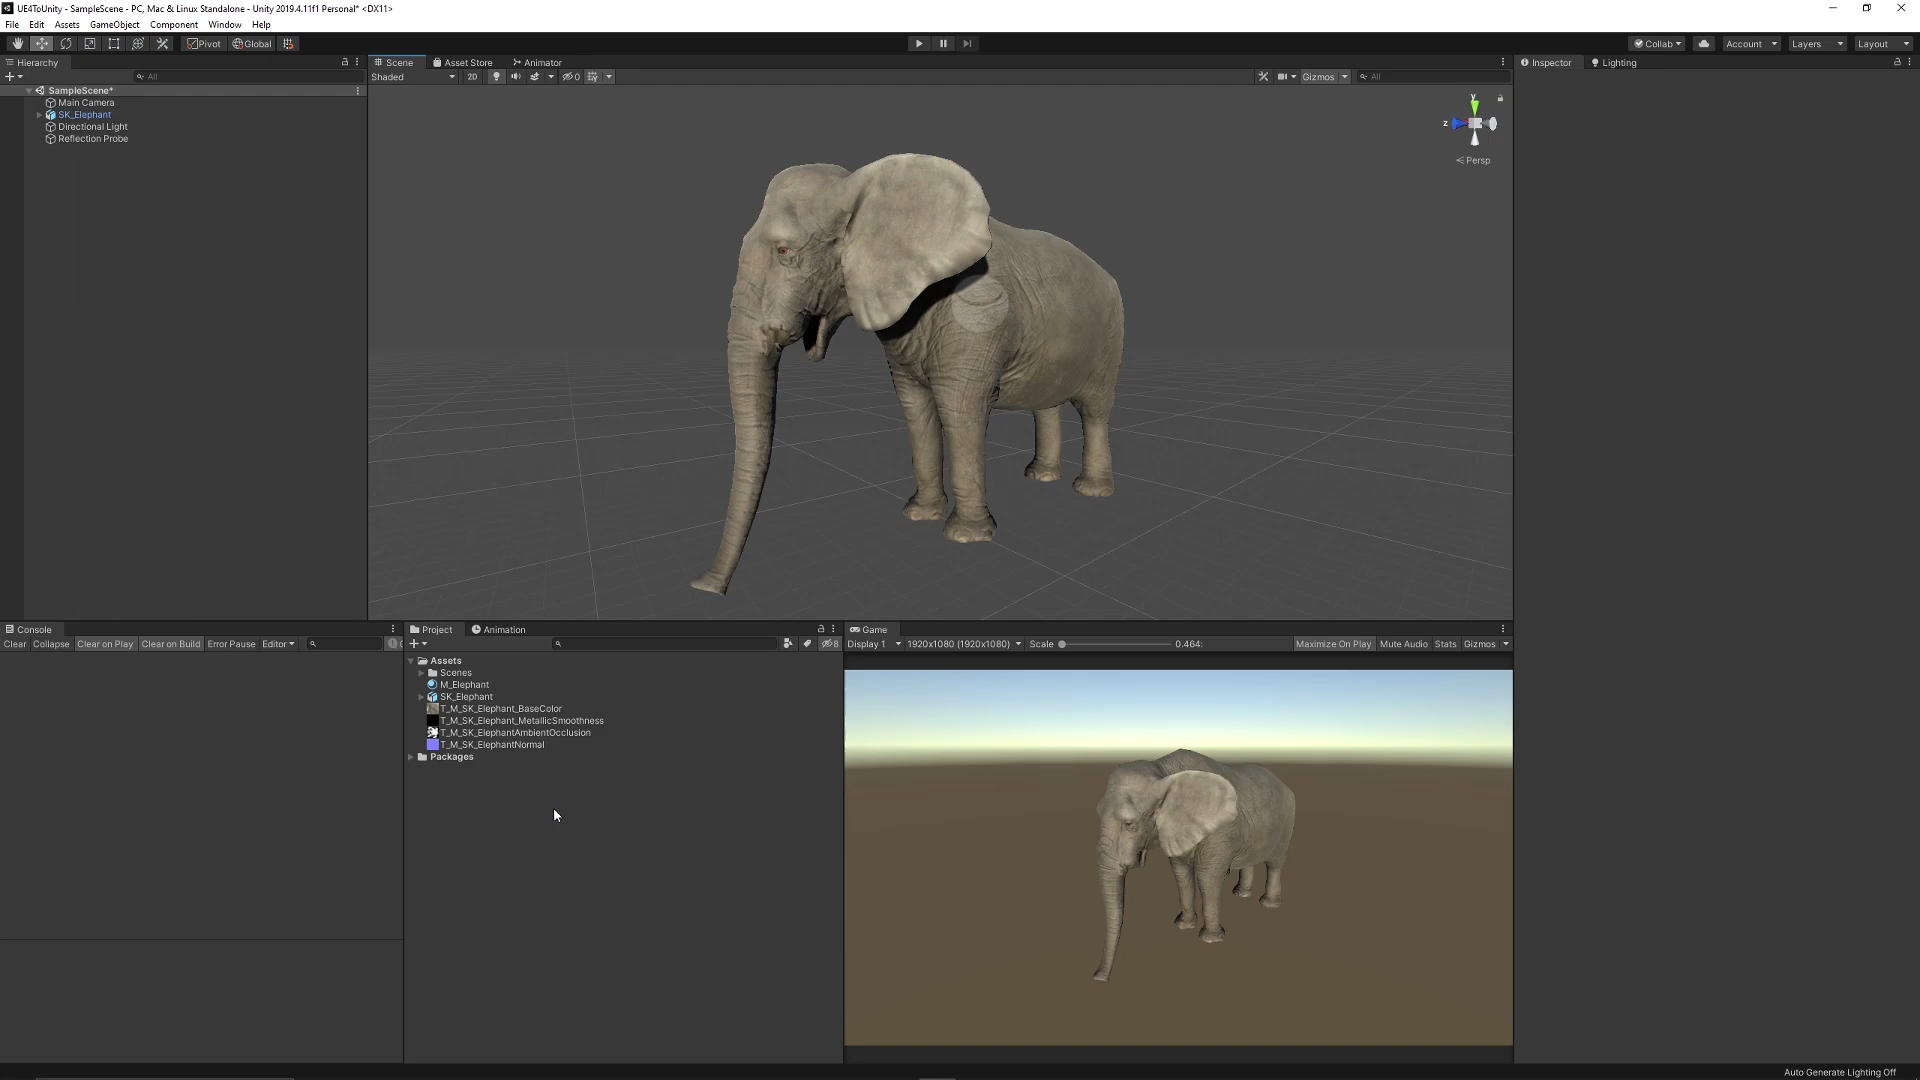 UE4ToUnity - SampleScene - PC, Mac & Linux Standalone - Unity 2019.4.11f1 Personal* <DX11>
File Edit Assets GameObject Component Window Help
Pivot Global Collab Account Layers Layout
Hierarchy
All
SampleScene*
Main Camera
SK_Elephant
Directional Light
Reflection Probe
Scene Asset Store Animator
Shaded 2D 0 Gizmos All
y
z
Persp
Inspector Lighting
Console
Clear Collapse Clear on Play Clear on Build Error Pause Editor
Project Animation
8
Assets
Scenes
M_Elephant
SK_Elephant
T_M_SK_Elephant_BaseColor
T_M_SK_Elephant_MetallicSmoothness
T_M_SK_ElephantAmbientOcclusion
T_M_SK_ElephantNormal
Packages
Game
Display 1 1920x1080 (1920x1080) Scale 0.464: Maximize On Play Mute Audio Stats Gizmos
Auto Generate Lighting Off